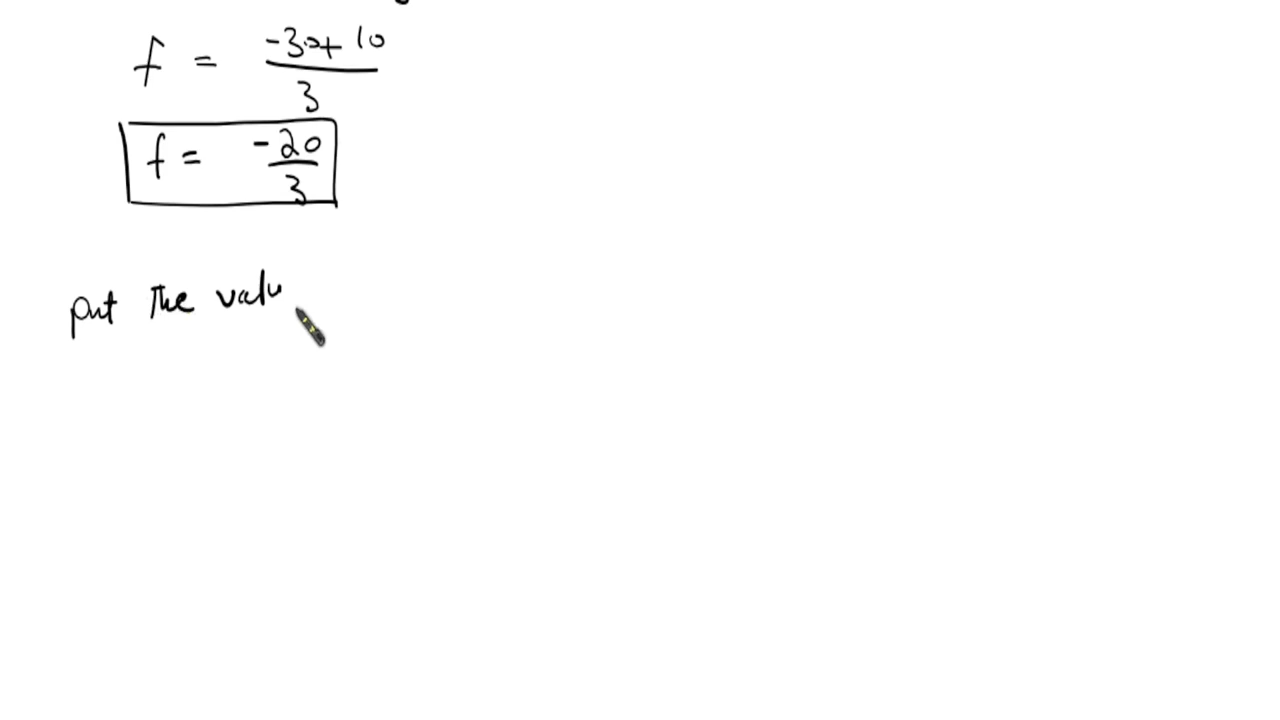 f = -30+10
3
f = -20
3
put The valu